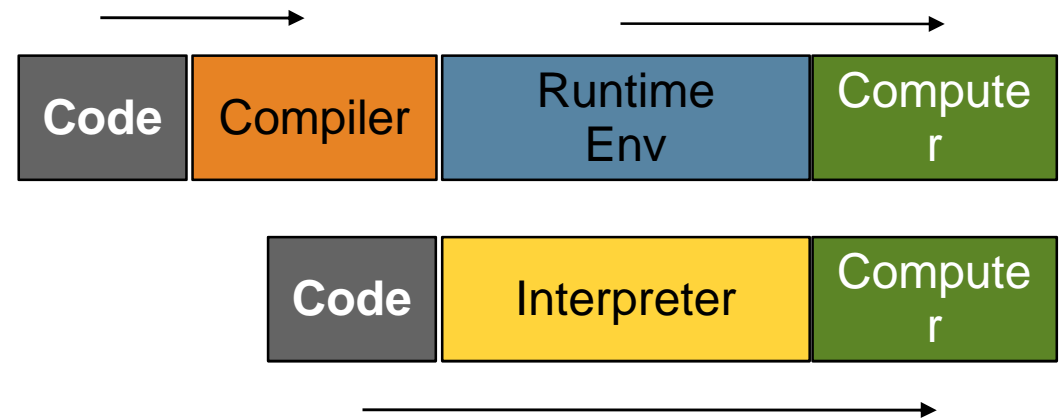 Code
Compiler
Runtime
Env
Compute
r
Code
Interpreter
Compute
r